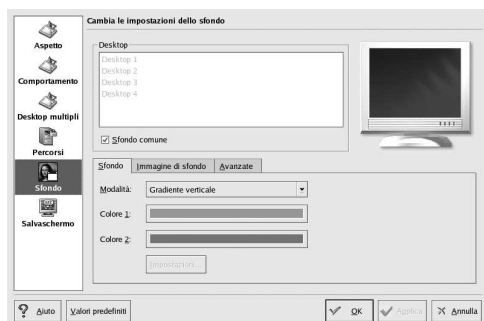 Cambia le impostazioni dello sfondo
Aspetto
Comportamento
Desktop multipli
Percorsi
Sfondo
Salvaschermo
Desktop
Desktop 1
Desktop 2
Desktop 3
Desktop 4
Sfondo comune
Sfondo Immagine di sfondo Avanzate
Modalità: Gradiente verticale
Colore 1:
Colore 2:
Impostazioni...
Aiuto Valori predefiniti OK Applica Annulla